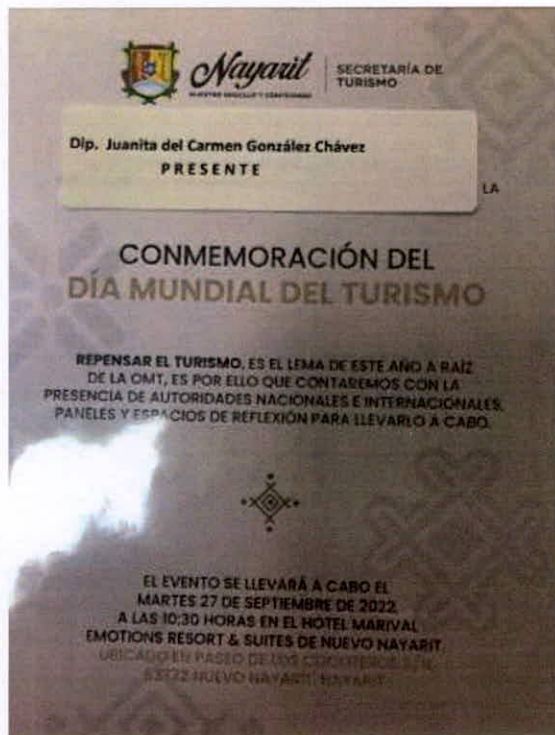 Nayarit
SECRETARÍA DE
TURISMO
NUESTRO ORGULLO Y COMPROMISO
Dip. Juanita del Carmen González Chávez
PRESENTE
LA
CONMEMORACIÓN DEL
DÍA MUNDIAL DEL TURISMO
REPENSAR EL TURISMO, ES EL LEMA DE ESTE AÑO A RAÍZ
DE LA OMT, ES POR ELLO QUE CONTAREMOS CON LA
PRESENCIA DE AUTORIDADES NACIONALES E INTERNACIONALES,
PANELES Y ESPACIOS DE REFLEXIÓN PARA LLEVARLO A CABO.
EL EVENTO SE LLEVARÁ A CABO EL
MARTES 27 DE SEPTIEMBRE DE 2022
A LAS 10:30 HORAS EN EL HOTEL MARIVAL
EMOTIONS RESORT & SUITES DE NUEVO NAYARIT
UBICADO EN PASEO DE LOS COCOTEROS S/N,
63732 NUEVO NAYARIT, NAYARIT.